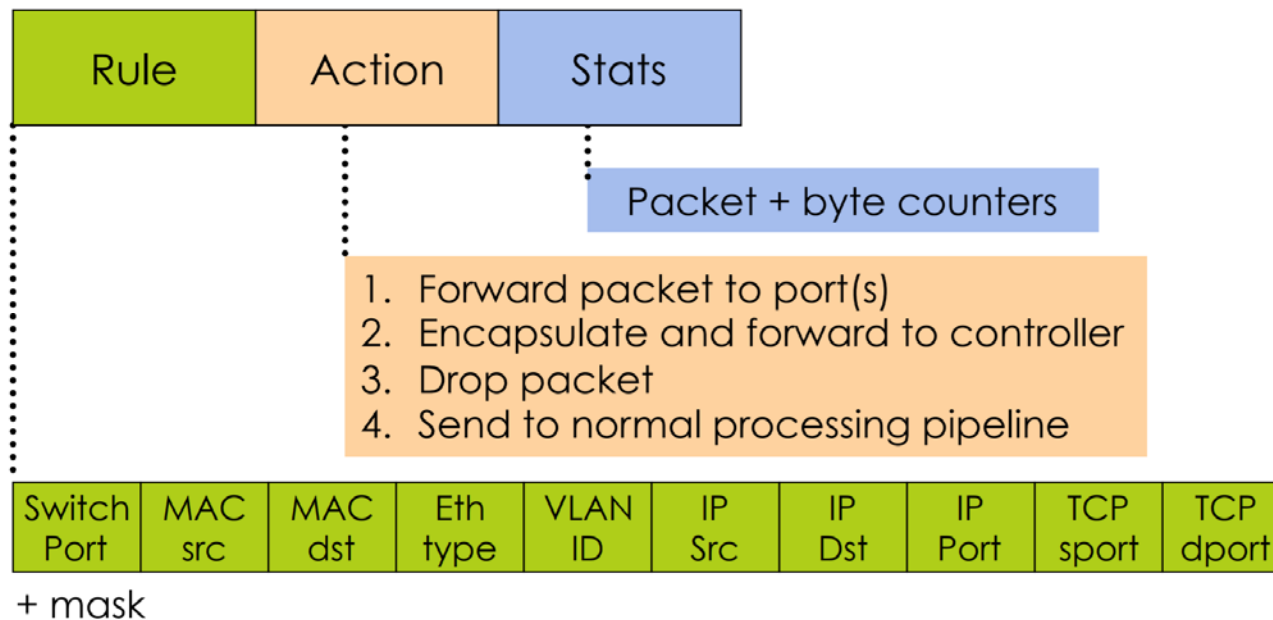 Rule Action Stats
Packet + byte counters
1. Forward packet to port(s)
2. Encapsulate and forward to controller
3. Drop packet
4. Send to normal processing pipeline
Switch Port
MAC src
MAC dst
Eth type
VLAN ID
IP Src
IP Dst
IP Port
TCP sport
TCP dport
+ mask